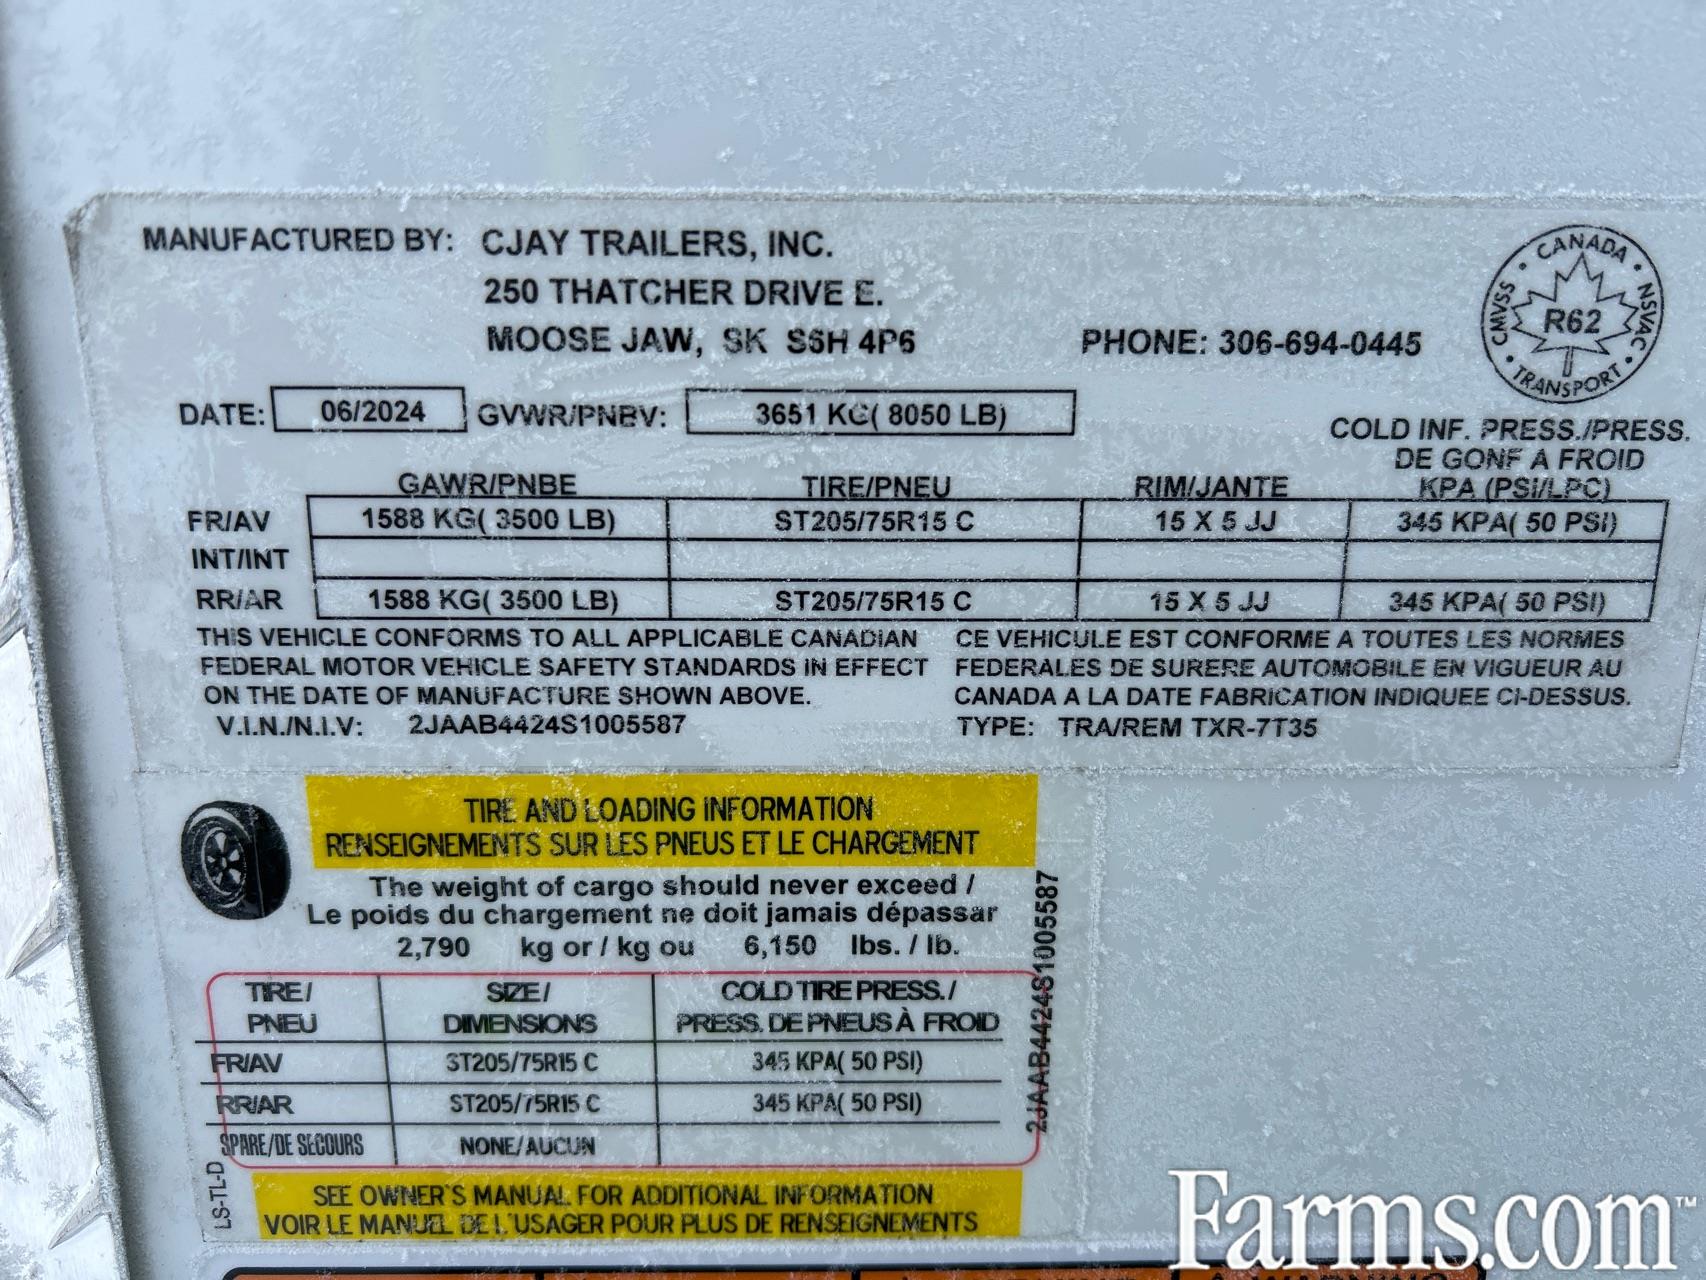 MANUFACTURED BY: CJAY TRAILERS, INC.
250 THATCHER DRIVE E.
MOOSE JAW, SK S6H 4P6 PHONE: 306-694-0445
CANADA
CMVSS NSVAC
R62
TRANSPORT
DATE: 06/2024 GVWR/PNBV: 3651 KG( 8050 LB)
COLD INF. PRESS./PRESS.
DE GONF A FROID
GAWR/PNBE TIRE/PNEU RIM/JANTE KPA (PSI/LPC)
FR/AV 1588 KG( 3500 LB) ST205/75R15 C 15 X 5 JJ 345 KPA( 50 PSI)
INT/INT
RR/AR 1588 KG( 3500 LB) ST205/75R15 C 15 X 5 JJ 345 KPA( 50 PSI)
THIS VEHICLE CONFORMS TO ALL APPLICABLE CANADIAN
FEDERAL MOTOR VEHICLE SAFETY STANDARDS IN EFFECT
ON THE DATE OF MANUFACTURE SHOWN ABOVE.
CE VEHICULE EST CONFORME A TOUTES LES NORMES
FEDERALES DE SURERE AUTOMOBILE EN VIGUEUR AU
CANADA A LA DATE FABRICATION INDIQUEE CI-DESSUS.
V.I.N./N.I.V: 2JAAB4424S1005587 TYPE: TRA/REM TXR-7T35
TIRE AND LOADING INFORMATION
RENSEIGNEMENTS SUR LES PNEUS ET LE CHARGEMENT
The weight of cargo should never exceed /
Le poids du chargement ne doit jamais dépassar
2,790 kg or / kg ou 6,150 lbs. / lb.
TIRE / PNEU SIZE / DIMENSIONS COLD TIRE PRESS. / PRESS. DE PNEUS À FROID
FR/AV ST205/75R15 C 345 KPA( 50 PSI)
RR/AR ST205/75R15 C 345 KPA( 50 PSI)
SPARE/DE SECOURS NONE/AUCUN
2JAAB4424S1005587
LS-TL-D
SEE OWNER'S MANUAL FOR ADDITIONAL INFORMATION
VOIR LE MANUEL DE L'USAGER POUR PLUS DE RENSEIGNEMENTS
Farms.com™